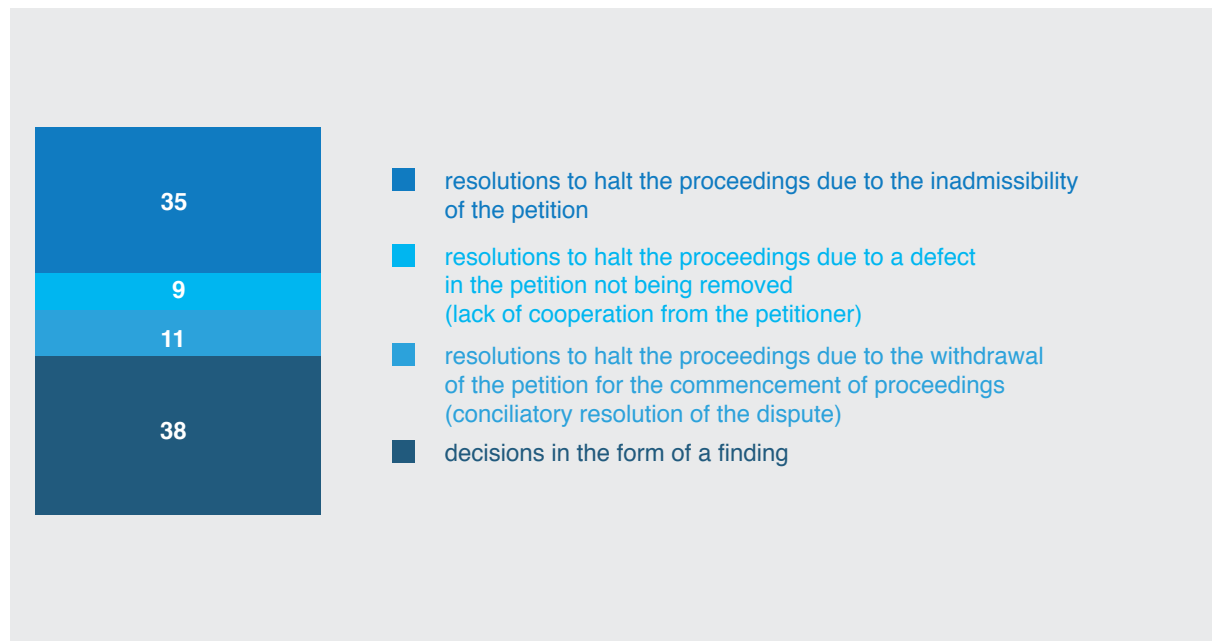 35
9
11
38
resolutions to halt the proceedings due to the inadmissibility
of the petition
resolutions to halt the proceedings due to a defect
in the petition not being removed
(lack of cooperation from the petitioner)
resolutions to halt the proceedings due to the withdrawal
of the petition for the commencement of proceedings
(conciliatory resolution of the dispute)
decisions in the form of a finding